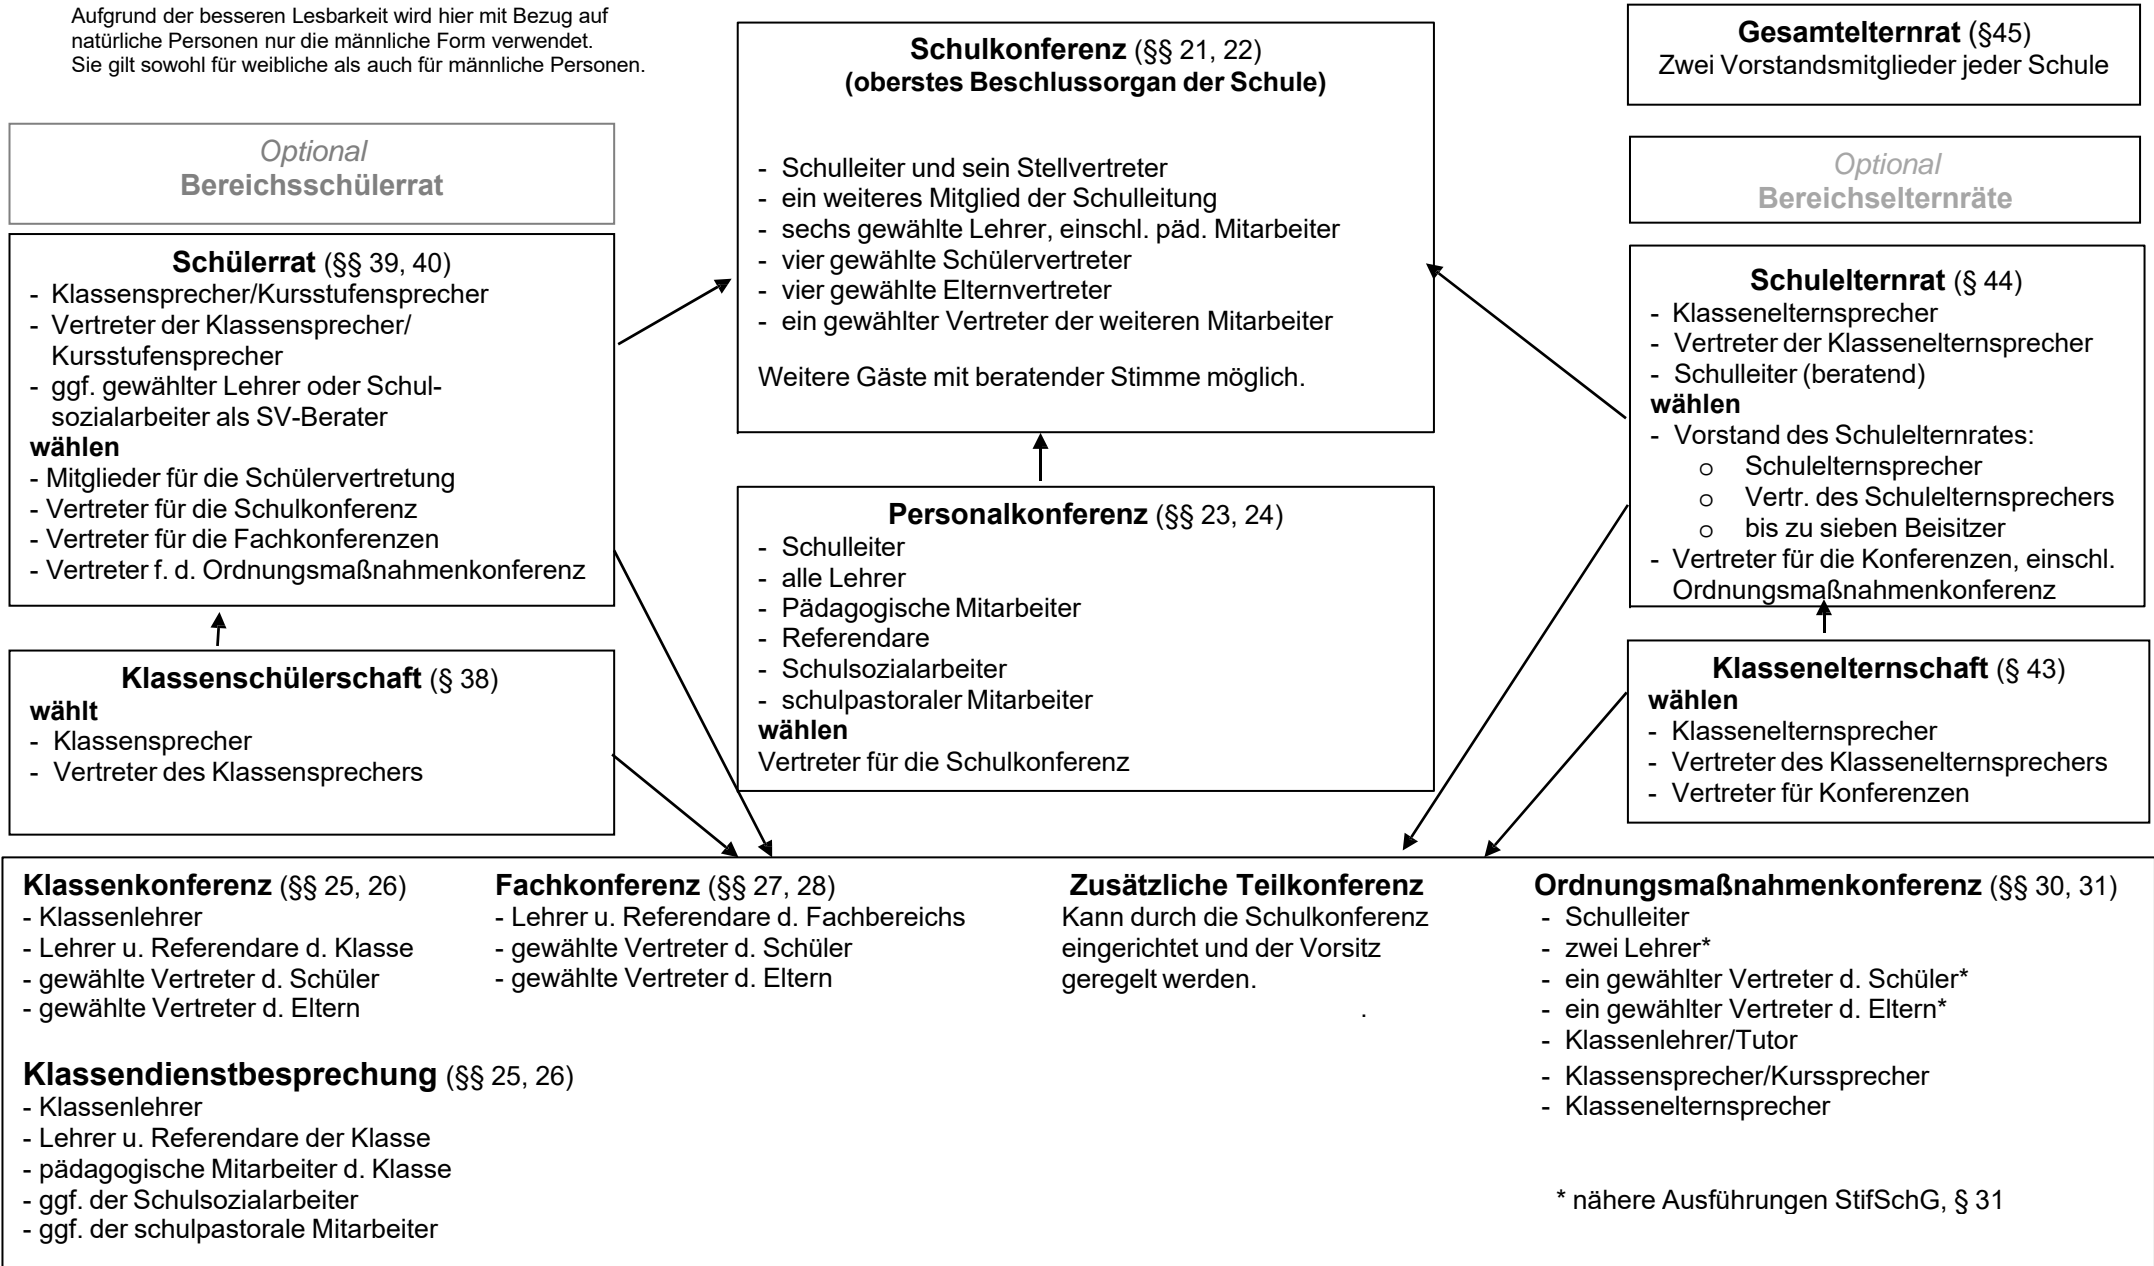 Aufgrund der besseren Lesbarkeit wird hier mit Bezug auf
natürliche Personen nur die männliche Form verwendet.
Sie gilt sowohl für weibliche als auch für männliche Personen.
Schulkonferenz (§§ 21, 22)
(oberstes Beschlussorgan der Schule)
- Schulleiter und sein Stellvertreter
- ein weiteres Mitglied der Schulleitung
- sechs gewählte Lehrer, einschl. päd. Mitarbeiter
- vier gewählte Schülervertreter
- vier gewählte Elternvertreter
- ein gewählter Vertreter der weiteren Mitarbeiter
Weitere Gäste mit beratender Stimme möglich.
Gesamtelternrat (§45)
Zwei Vorstandsmitglieder jeder Schule
Optional
Bereichsschülerrat
Optional
Bereichselternräte
Schülerrat (§§ 39, 40)
- Klassensprecher/Kursstufensprecher
- Vertreter der Klassensprecher/
Kursstufensprecher
- ggf. gewählter Lehrer oder Schul-
sozialarbeiter als SV-Berater
wählen
- Mitglieder für die Schülervertretung
- Vertreter für die Schulkonferenz
- Vertreter für die Fachkonferenzen
- Vertreter f. d. Ordnungsmaßnahmenkonferenz
Schulelternrat (§ 44)
- Klassenelternsprecher
- Vertreter der Klassenelternsprecher
- Schulleiter (beratend)
wählen
- Vorstand des Schulelternrates:
o Schulelternsprecher
o Vertr. des Schulelternsprechers
o bis zu sieben Beisitzer
- Vertreter für die Konferenzen, einschl.
Ordnungsmaßnahmenkonferenz
Personalkonferenz (§§ 23, 24)
- Schulleiter
- alle Lehrer
- Pädagogische Mitarbeiter
- Referendare
- Schulsozialarbeiter
- schulpastoraler Mitarbeiter
wählen
Vertreter für die Schulkonferenz
Klassenschülerschaft (§ 38)
wählt
- Klassensprecher
- Vertreter des Klassensprechers
Klassenelternschaft (§ 43)
wählen
- Klassenelternsprecher
- Vertreter des Klassenelternsprechers
- Vertreter für Konferenzen
Klassenkonferenz (§§ 25, 26)
- Klassenlehrer
- Lehrer u. Referendare d. Klasse
- gewählte Vertreter d. Schüler
- gewählte Vertreter d. Eltern
Klassendienstbesprechung (§§ 25, 26)
- Klassenlehrer
- Lehrer u. Referendare der Klasse
- pädagogische Mitarbeiter d. Klasse
- ggf. der Schulsozialarbeiter
- ggf. der schulpastorale Mitarbeiter
Fachkonferenz (§§ 27, 28)
- Lehrer u. Referendare d. Fachbereichs
- gewählte Vertreter d. Schüler
- gewählte Vertreter d. Eltern
Zusätzliche Teilkonferenz
Kann durch die Schulkonferenz
eingerichtet und der Vorsitz
geregelt werden.
.
Ordnungsmaßnahmenkonferenz (§§ 30, 31)
- Schulleiter
- zwei Lehrer*
- ein gewählter Vertreter d. Schüler*
- ein gewählter Vertreter d. Eltern*
- Klassenlehrer/Tutor
- Klassensprecher/Kurssprecher
- Klassenelternsprecher
* nähere Ausführungen StifSchG, § 31